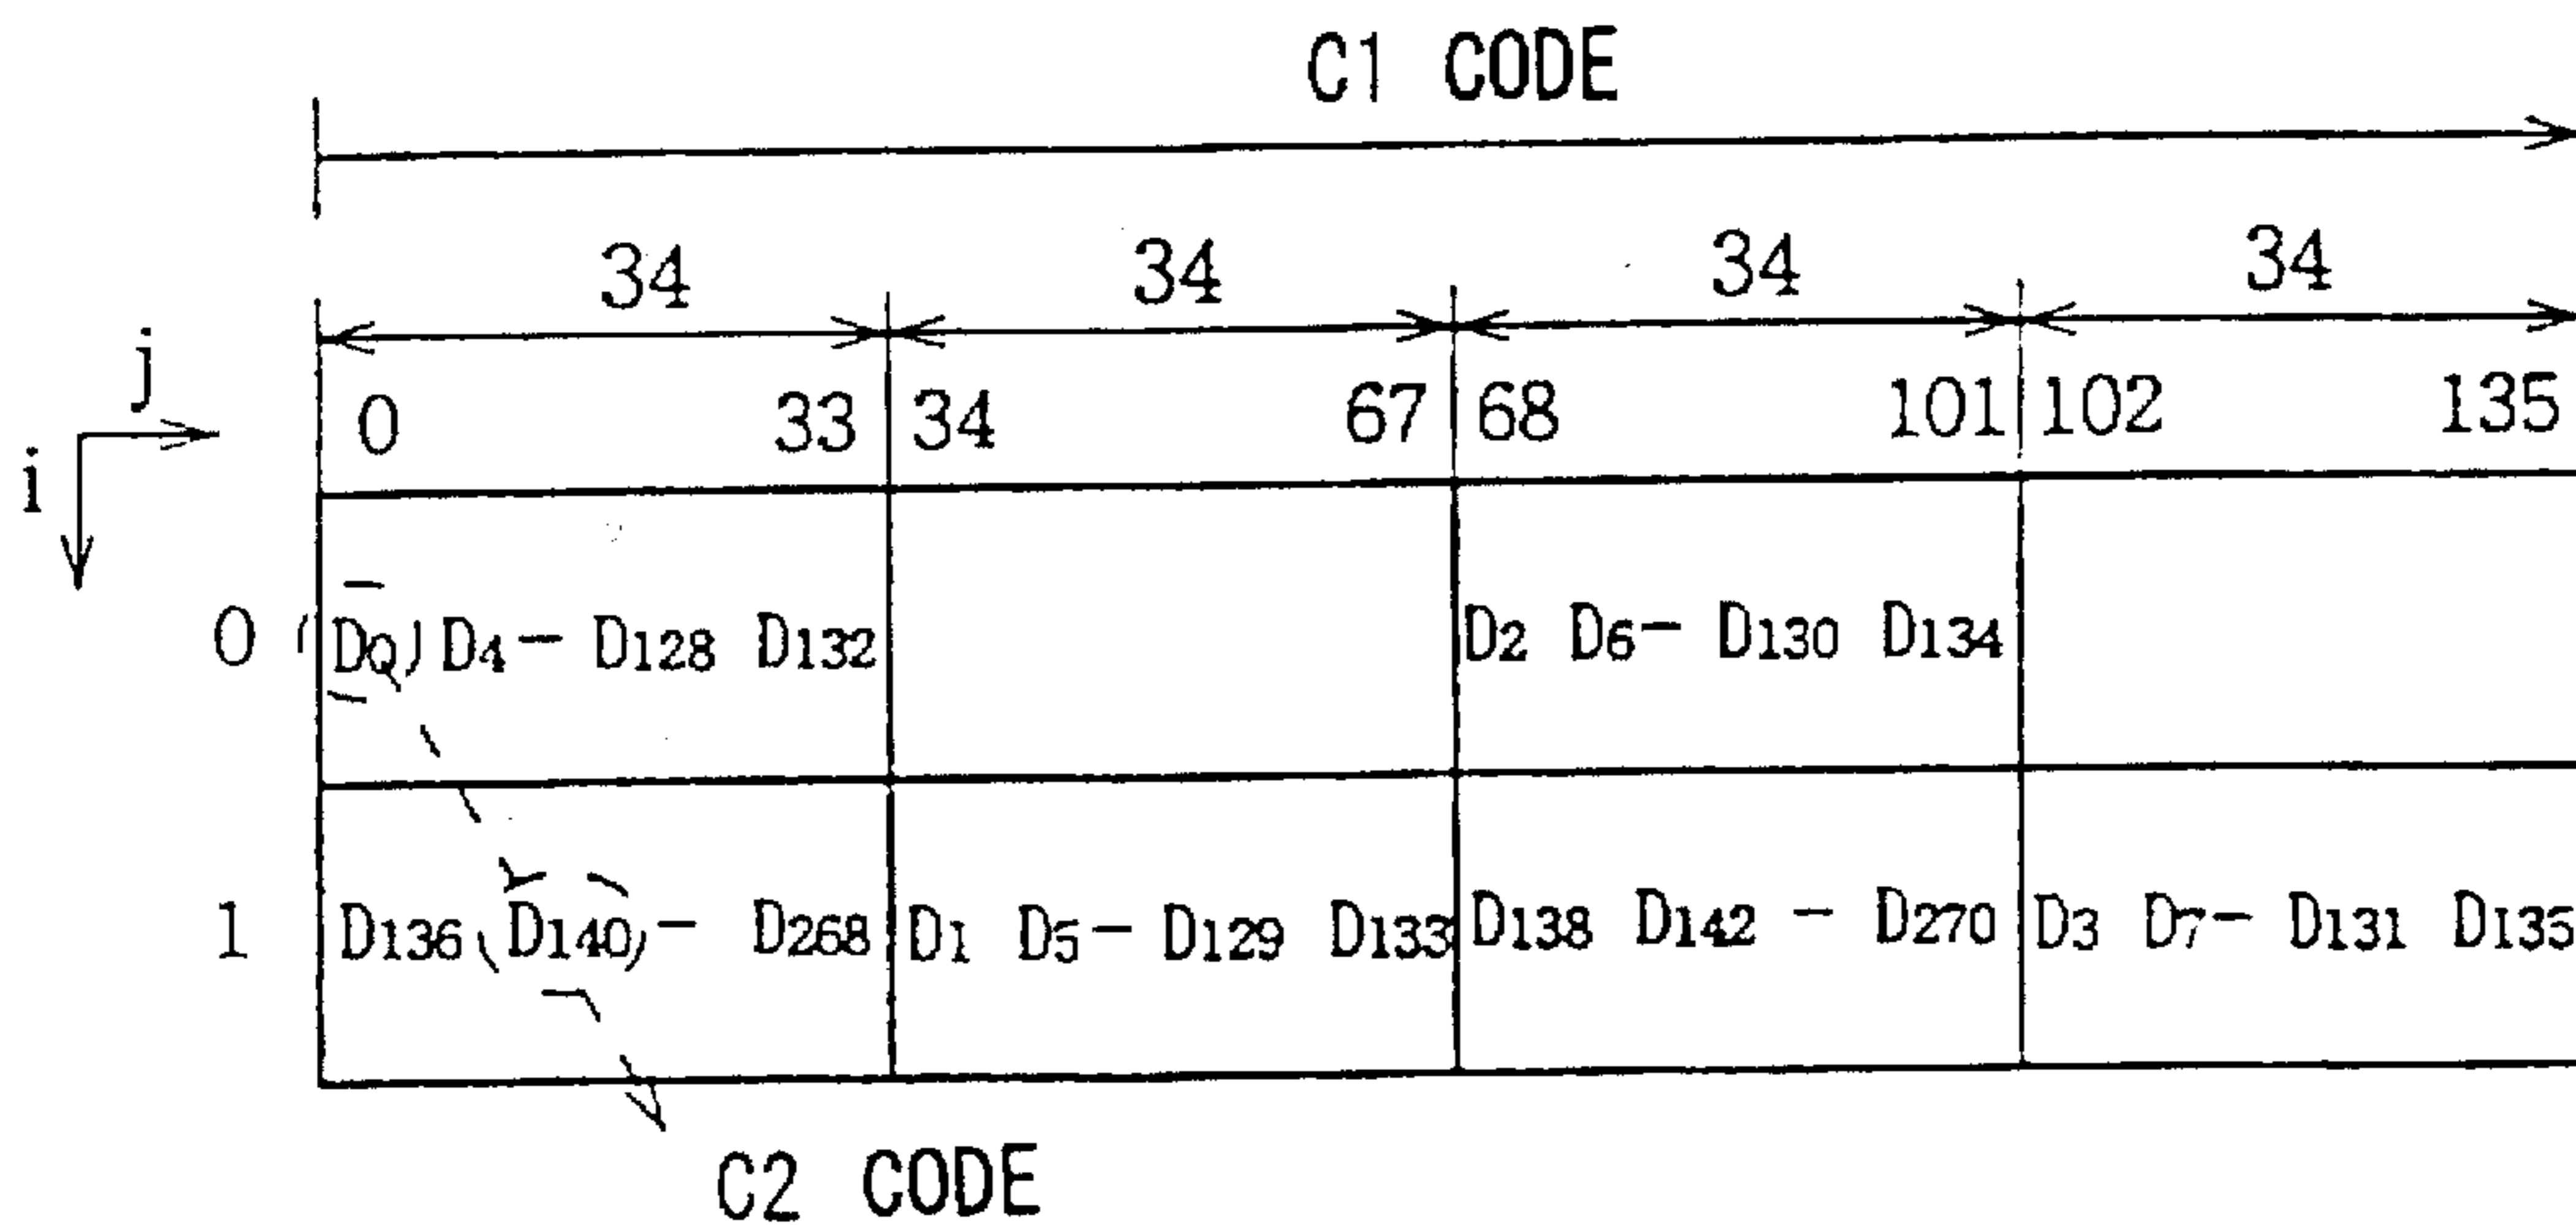 C1 CODE
34 34 34 34
j 0 33 34 67 68 101 102 135
i
0 (DQ) D4 - D128 D132 D2 D6 - D130 D134
1 D136 (D140) - D268 D1 D5 - D129 D133 D138 D142 - D270 D3 D7 - D131 D135
C2 CODE